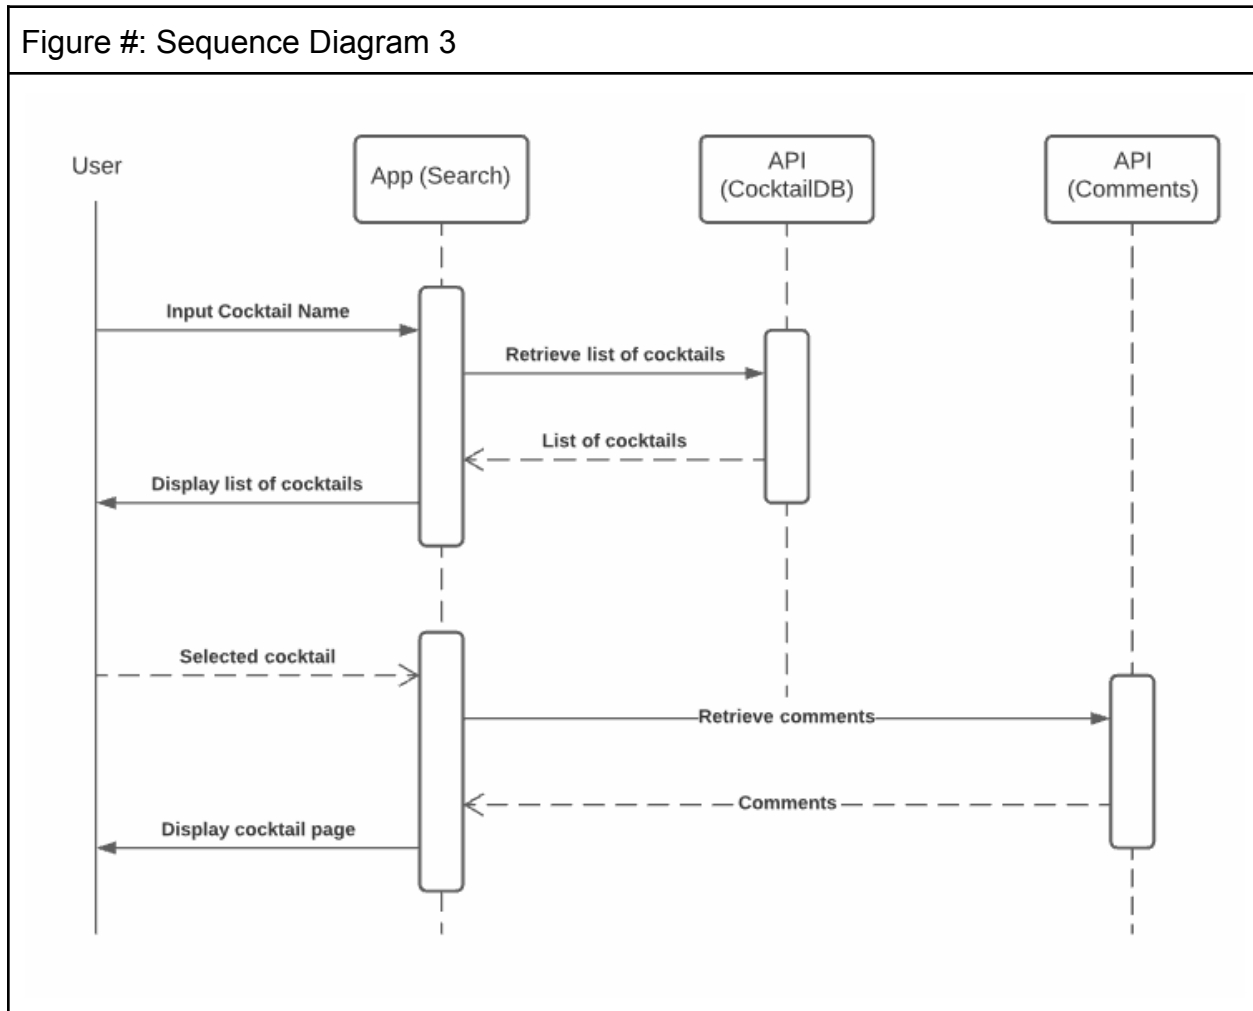 Figure #: Sequence Diagram 3
User
App (Search)
API
(CocktailDB)
API
(Comments)
Input Cocktail Name
Retrieve list of cocktails
List of cocktails
Display list of cocktails
Selected cocktail
Retrieve comments
Comments
Display cocktail page